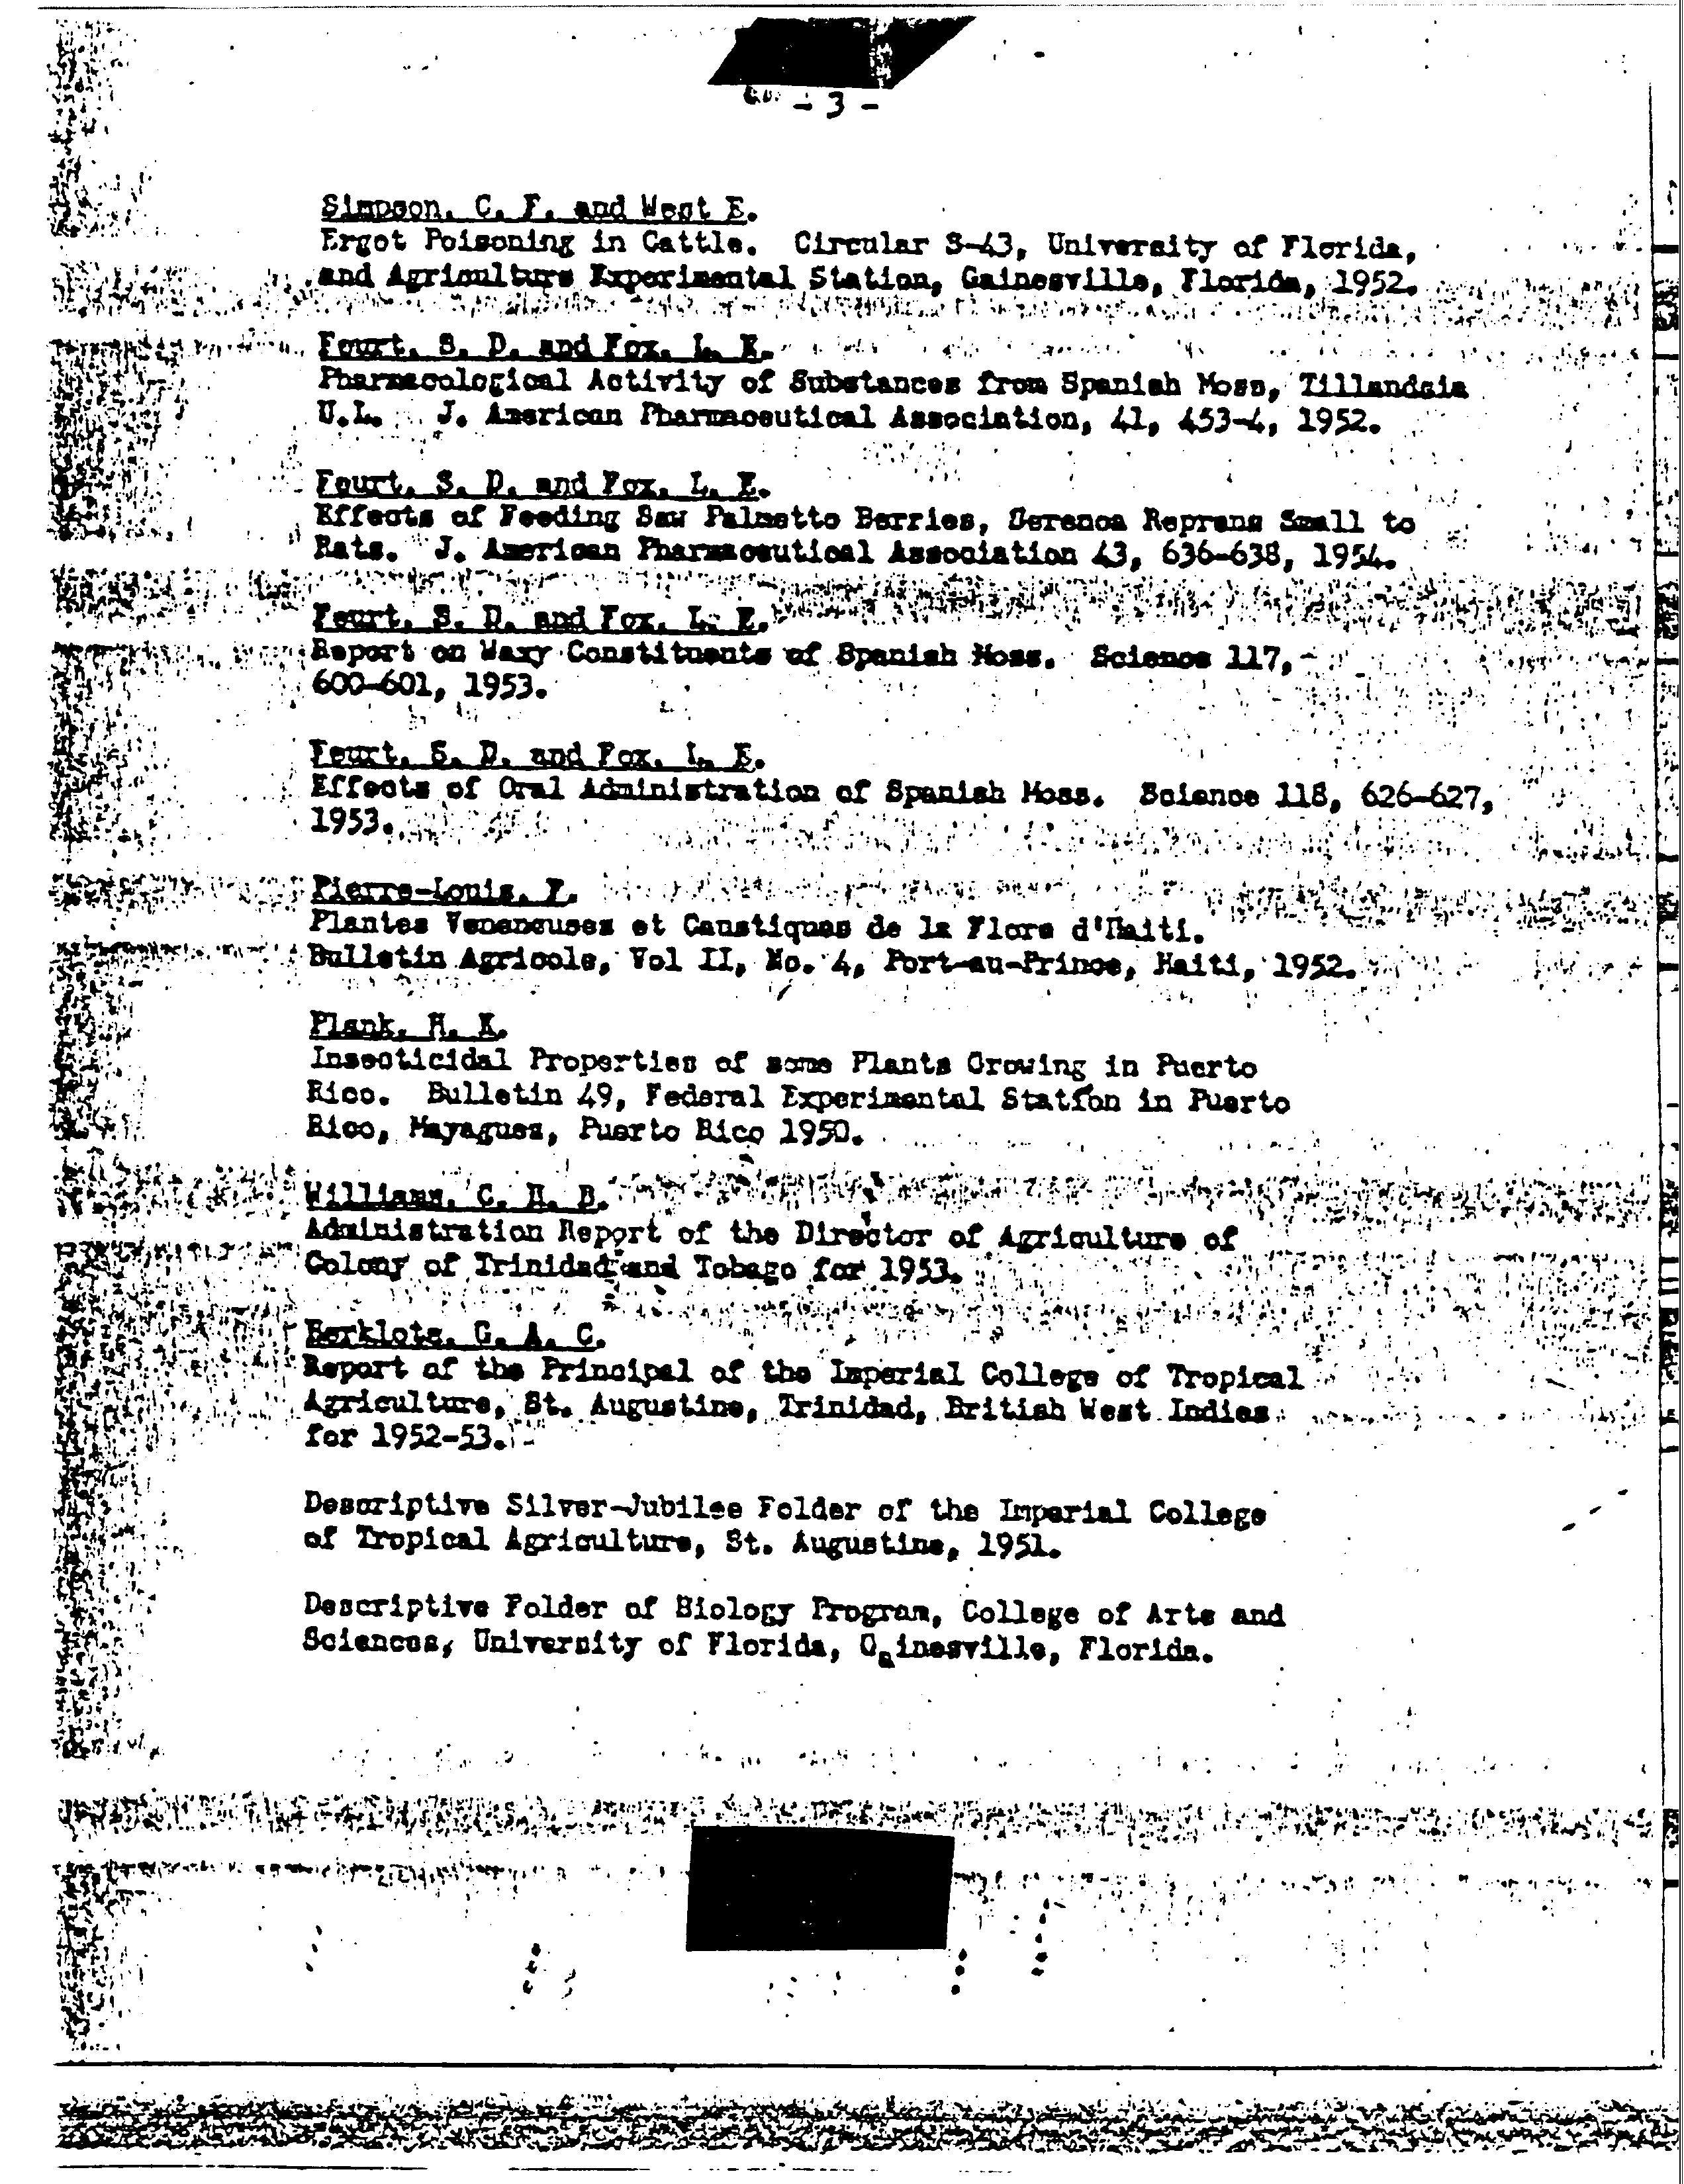 - 3 -
Simpson, C. F. and West E.
Ergot Poisoning in Cattle. Circular S-43, University of Florida,
and Agriculture Experimental Station, Gainesville, Florida, 1952.
Feurt, S. D. and Fox, L. E.
Pharmacological Activity of Substances from Spanish Moss, Tillandsia
U.L. J. American Pharmaceutical Association, 41, 453-4, 1952.
Feurt, S. D. and Fox, L. E.
Effects of Feeding Saw Palmetto Berries, Serenoa Reprens Small to
Rats. J. American Pharmaceutical Association 43, 636-638, 1954.
Feurt, S. D. and Fox, L. E.
Report on Waxy Constituents of Spanish Moss. Science 117,
600-601, 1953.
Feurt, S. D. and Fox, L. E.
Effects of Oral Administration of Spanish Moss. Science 118, 626-627,
1953.
Pierre-Louis, F.
Plantes Veneneuses et Caustiques de la Flore d'Haiti.
Bulletin Agricole, Vol II, No. 4, Port-au-Prince, Haiti, 1952.
Plank, H. K.
Insecticidal Properties of some Plants Growing in Puerto
Rico. Bulletin 49, Federal Experimental Station in Puerto
Rico, Mayaguez, Puerto Rico 1950.
Williams, C. H. B.
Administration Report of the Director of Agriculture of
Colony of Trinidad and Tobago for 1953.
Herklots, G. A. C.
Report of the Principal of the Imperial College of Tropical
Agriculture, St. Augustine, Trinidad, British West Indies
for 1952-53.
Descriptive Silver-Jubilee Folder of the Imperial College
of Tropical Agriculture, St. Augustine, 1951.
Descriptive Folder of Biology Program, College of Arts and
Sciences, University of Florida, Gainesville, Florida.